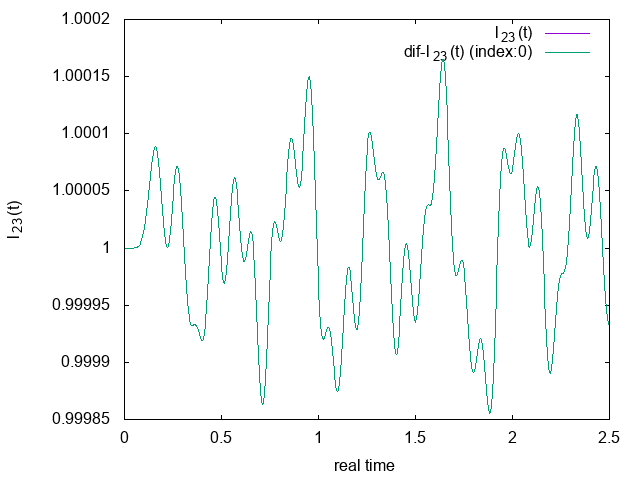 1.0002
1.00015
1.0001
1.00005
1
0.99995
0.9999
0.99985
0 0.5 1 1.5 2 2.5
real time
I23(t)
I23(t)
dif-I23(t) (index:0)